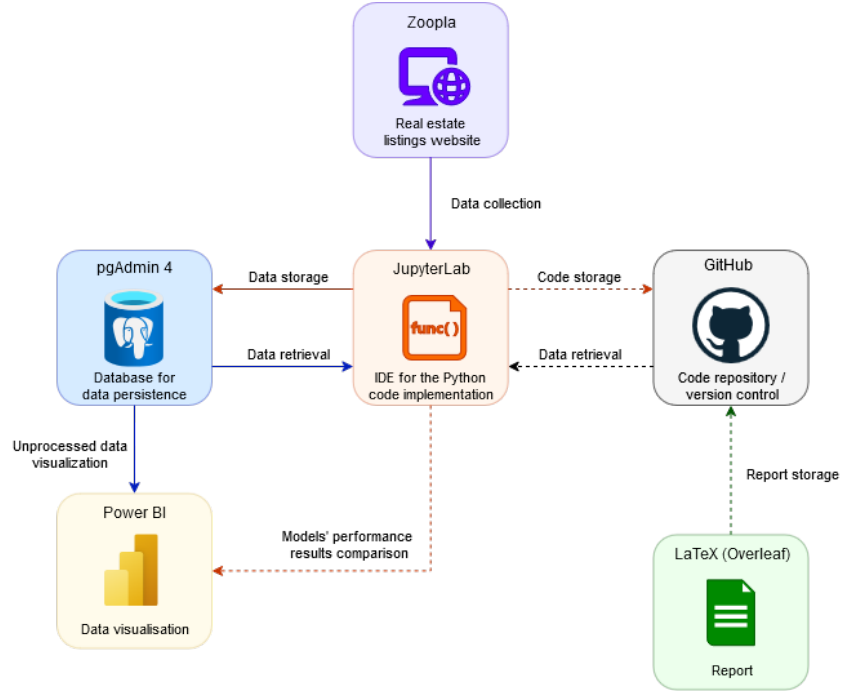 Zoopla
Real estate
listings website
Data collection
pgAdmin 4
Database for
data persistence
Data storage
Data retrieval
JupyterLab
func()
IDE for the Python
code implementation
Code storage
Data retrieval
GitHub
Code repository /
version control
Unprocessed data
visualization
Power BI
Data visualisation
Models' performance
results comparison
Report storage
LaTeX (Overleaf)
Report